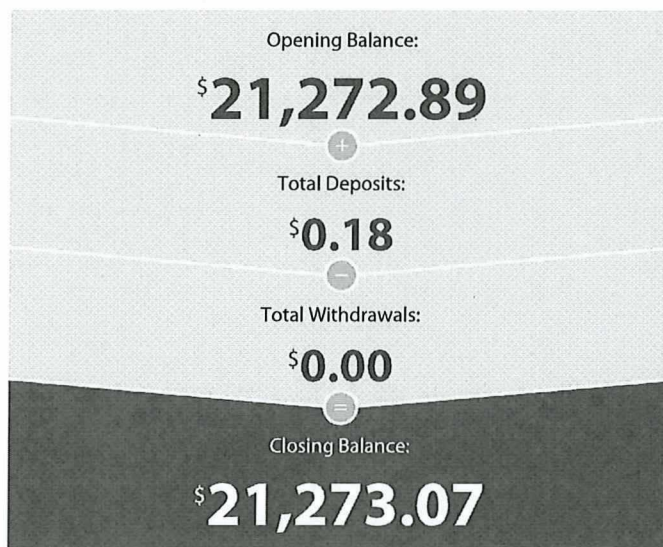 Opening Balance:
$21,272.89
+
Total Deposits:
$0.18
−
Total Withdrawals:
$0.00
=
Closing Balance:
$21,273.07